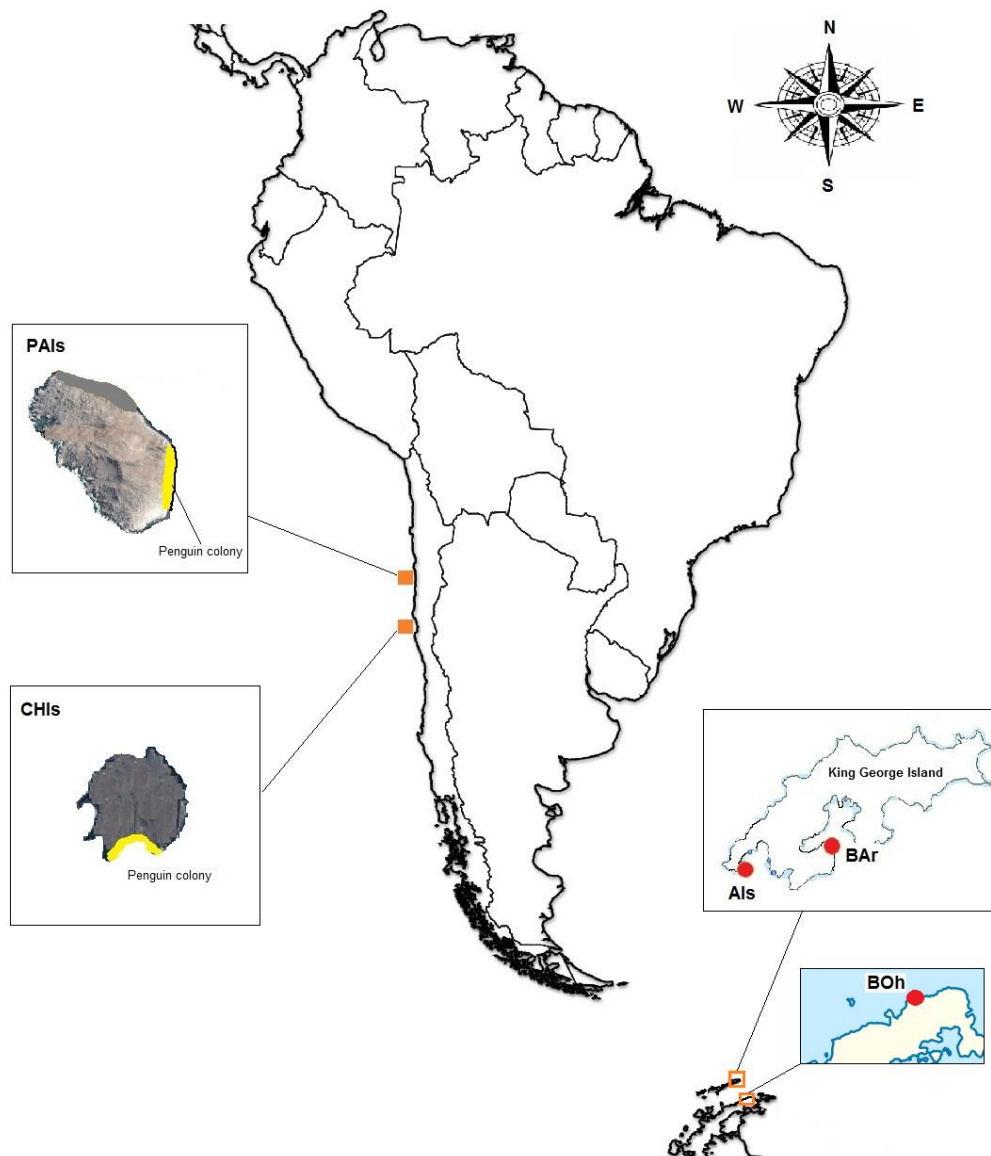 N
W
E
S
PAIs
Penguin colony
CHIs
Penguin colony
King George Island
BAr
AIs
BOh